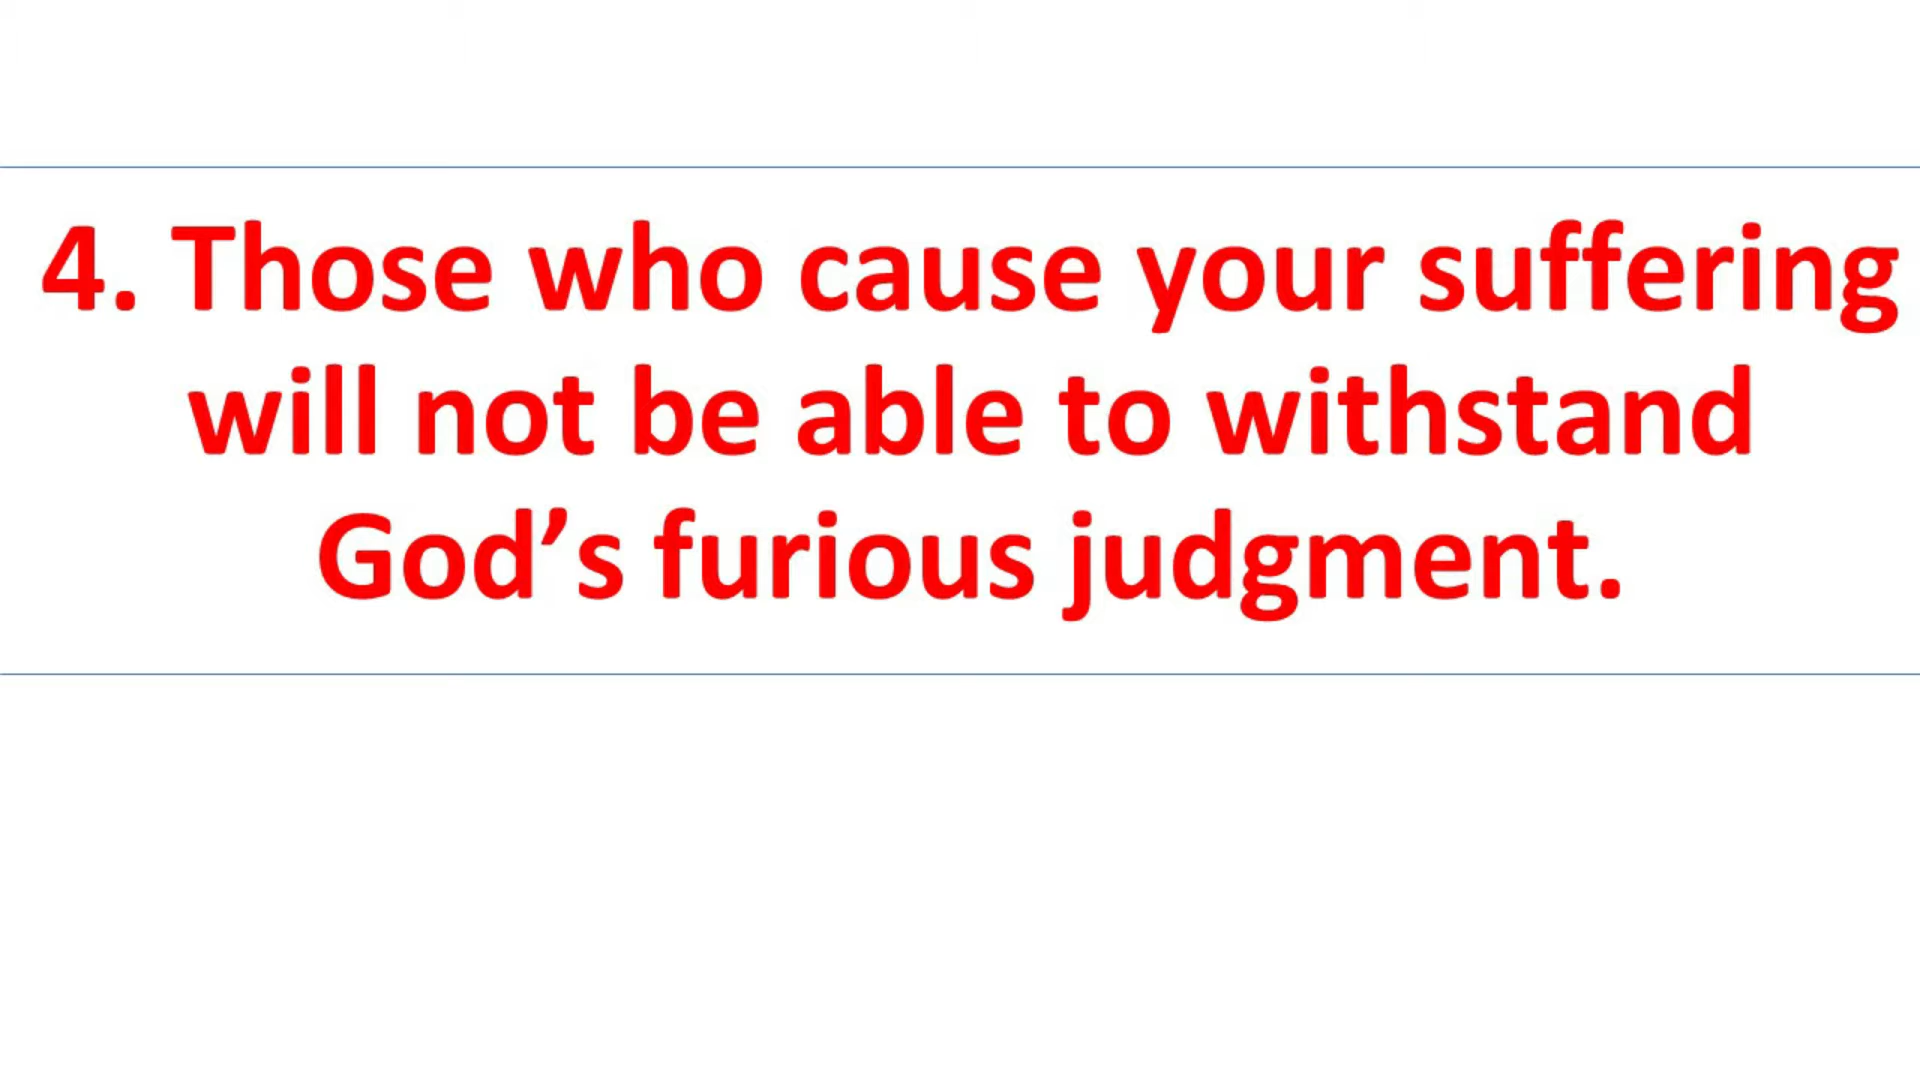 4. Those who cause your suffering
will not be able to withstand
God’s furious judgment.